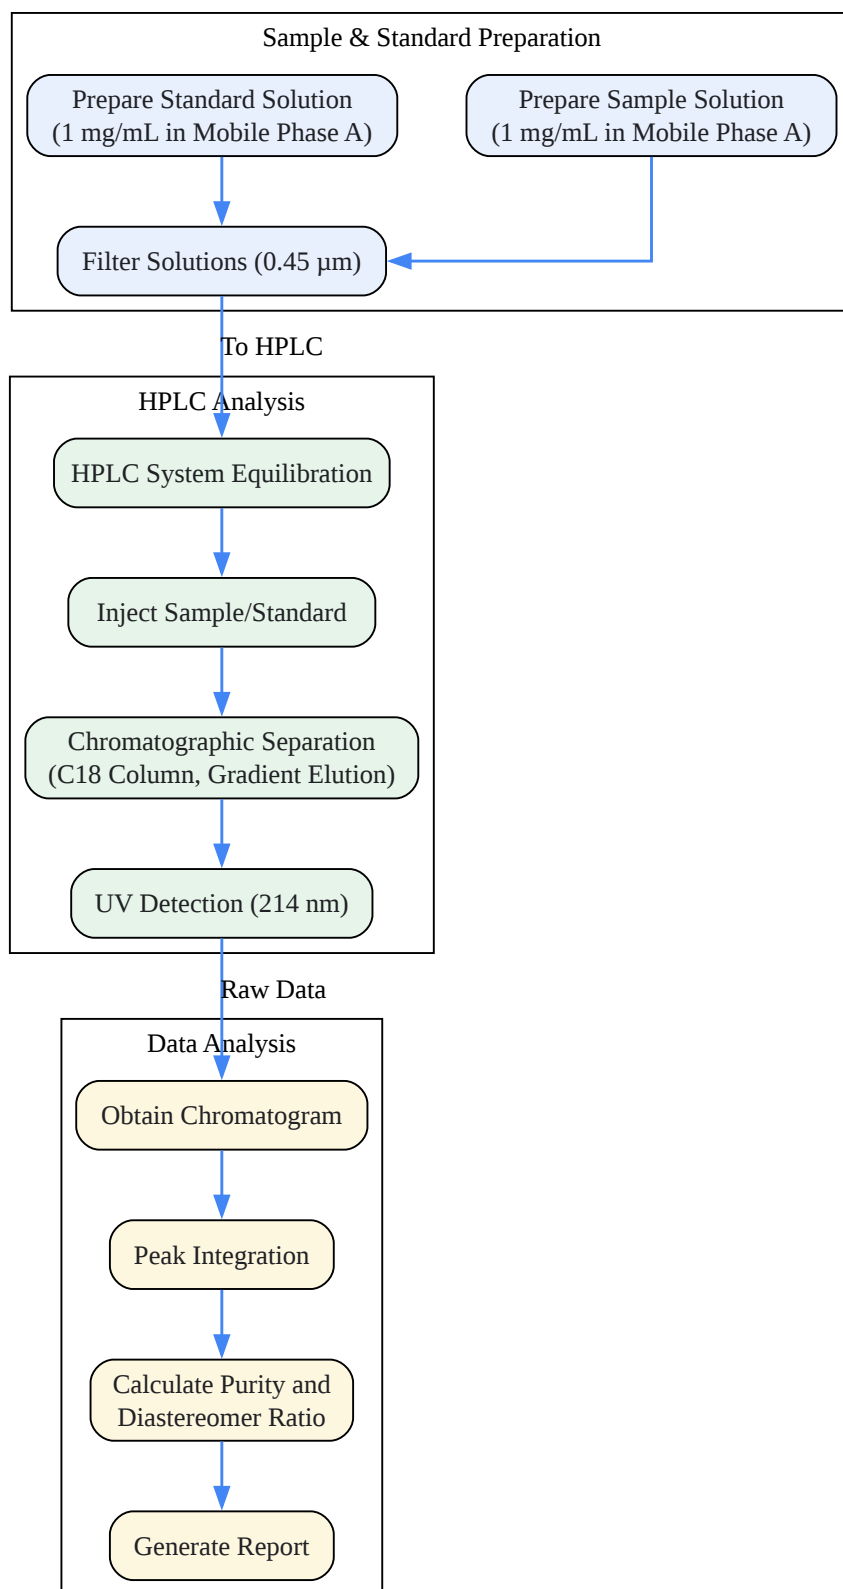 Sample & Standard Preparation
Prepare Standard Solution
(1 mg/mL in Mobile Phase A)
Prepare Sample Solution
(1 mg/mL in Mobile Phase A)
Filter Solutions (0.45 µm)
To HPLC
HPLC Analysis
HPLC System Equilibration
Inject Sample/Standard
Chromatographic Separation
(C18 Column, Gradient Elution)
UV Detection (214 nm)
Raw Data
Data Analysis
Obtain Chromatogram
Peak Integration
Calculate Purity and
Diastereomer Ratio
Generate Report